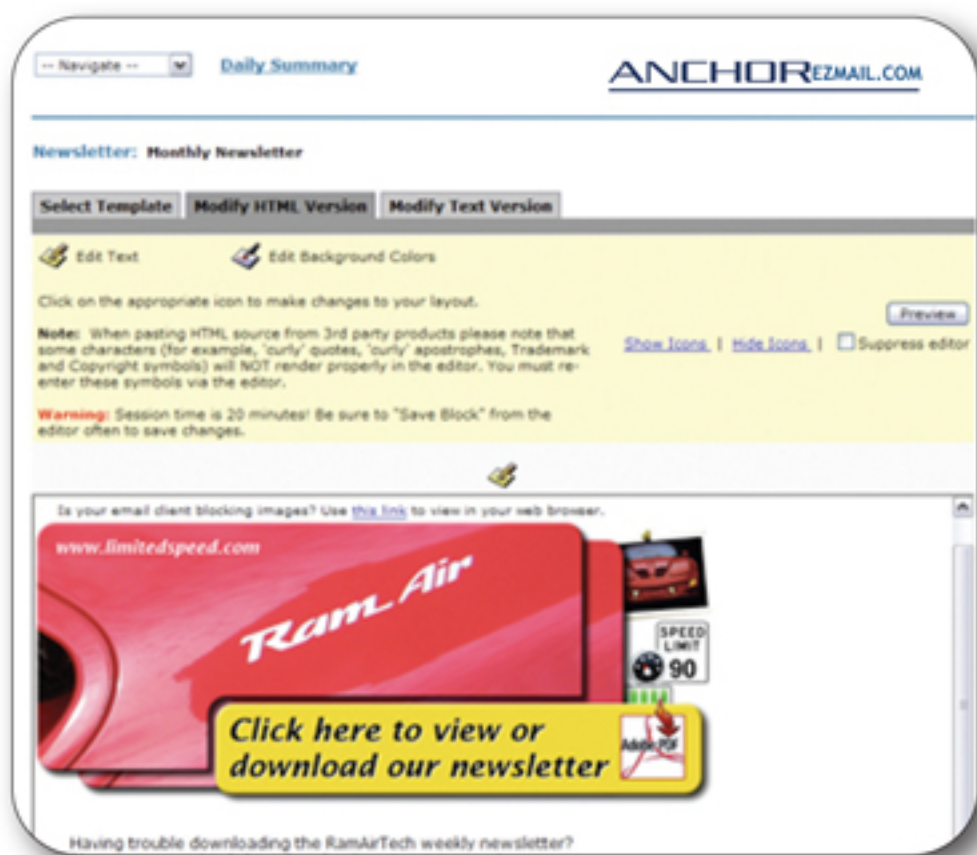 -- Navigate --
Daily Summary
ANCHOREZMAIL.COM
Newsletter: Monthly Newsletter
Select Template
Modify HTML Version
Modify Text Version
Edit Text
Edit Background Colors
Click on the appropriate icon to make changes to your layout.
Note: When pasting HTML source from 3rd party products please note that
some characters (for example, 'curly' quotes, 'curly' apostrophes, Trademark
and Copyright symbols) will NOT render properly in the editor. You must re-
enter these symbols via the editor.
Warning: Session time is 20 minutes! Be sure to "Save Block" from the
editor often to save changes.
Preview
Show Icons | Hide Icons | Suppress editor
Is your email client blocking images? Use this link to view in your web browser.
www.limitedspeed.com
Ram Air
SPEED
LIMIT
90
Click here to view or
download our newsletter
Adobe PDF
Having trouble downloading the RamAirTech weekly newsletter?